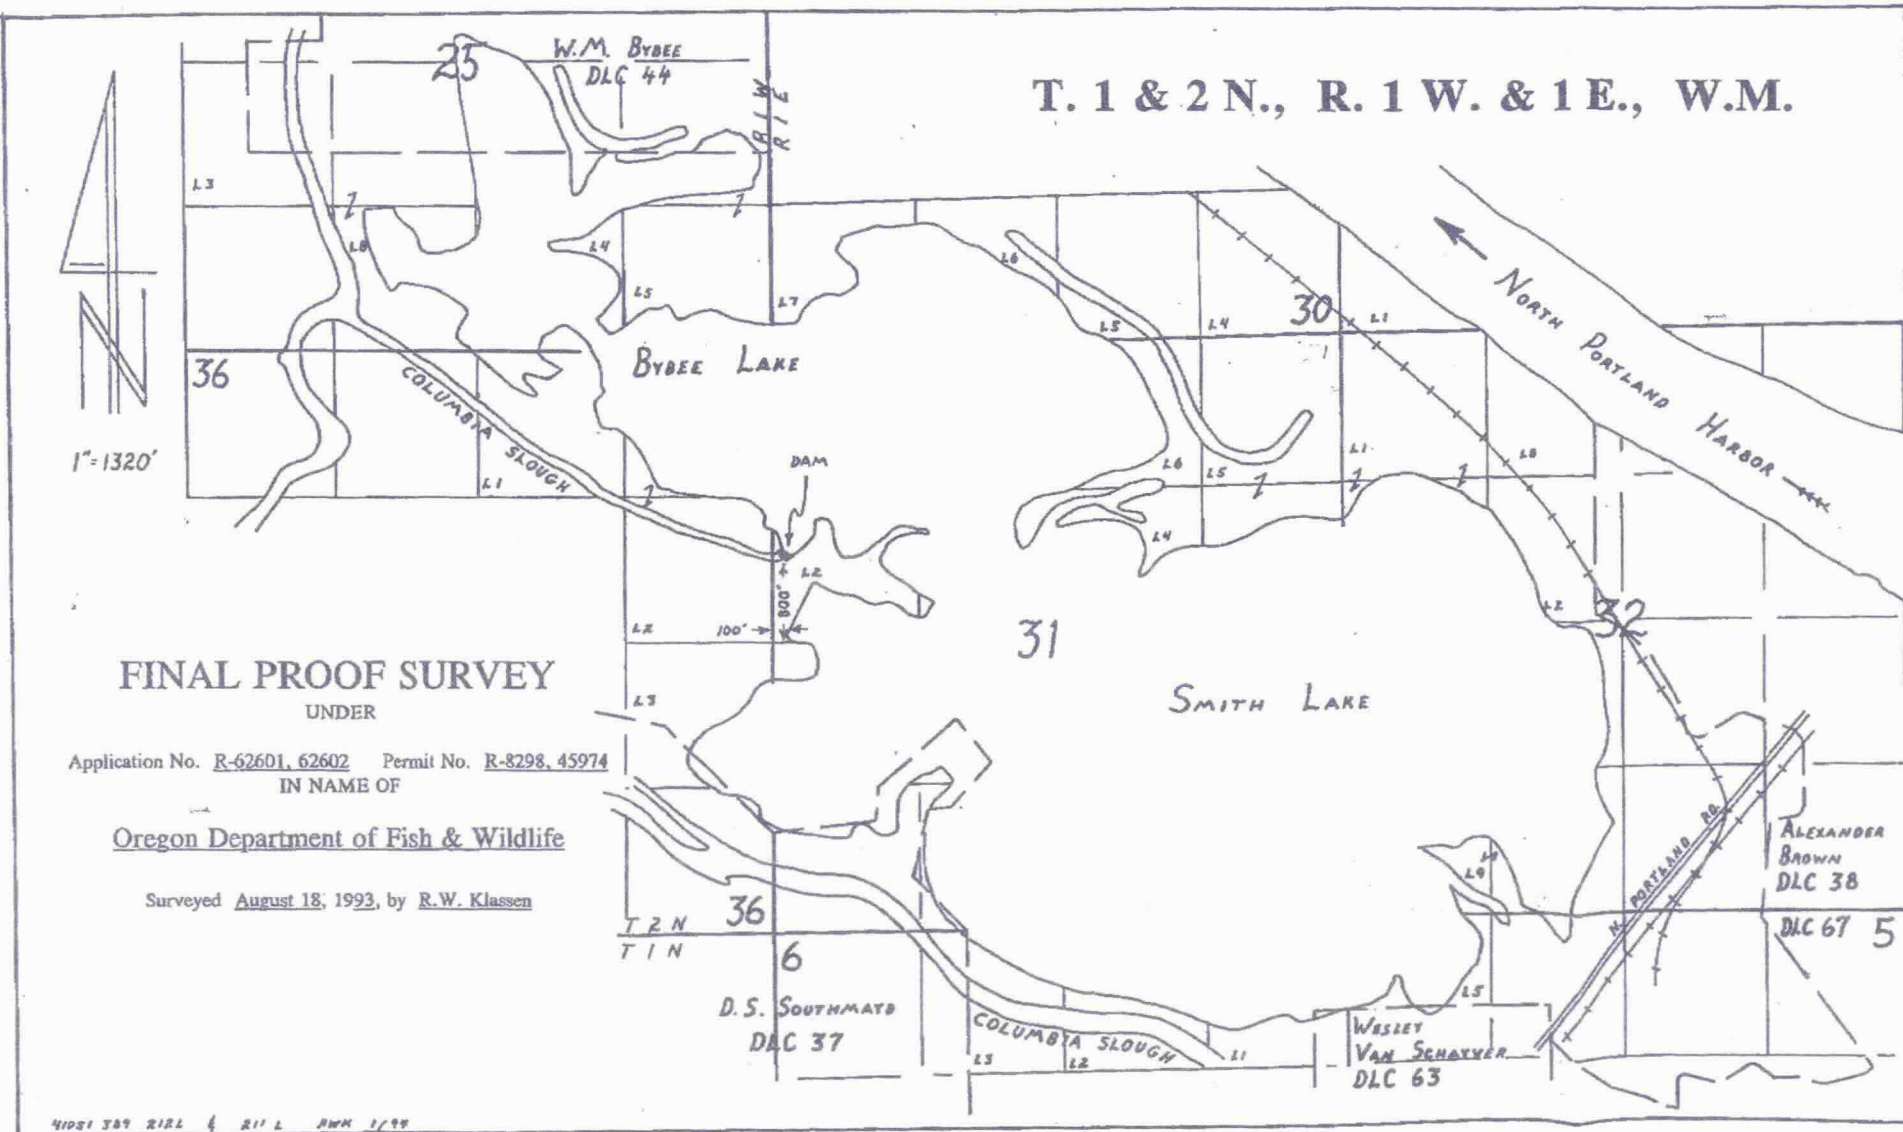 T. 1 & 2 N., R. 1 W. & 1 E., W.M.
25
W.M. BYBEE
DLC 44
R 1 W
R 1 E
L3
L8
L4
L5
L7
L6
L5
L4
30
L1
1
NORTH PORTLAND HARBOR
N
1"=1320'
36
BYBEE LAKE
COLUMBIA SLOUGH
L1
L6
L5
L1
L8
DAM
L2
L4
800'
100'
L2
31
L2
32
SMITH LAKE
FINAL PROOF SURVEY
UNDER
Application No. R-62601, 62602 Permit No. R-8298, 45974
IN NAME OF
Oregon Department of Fish & Wildlife
Surveyed August 18, 1993, by R.W. Klassen
L3
N. PORTLAND RD.
ALEXANDER
BROWN
DLC 38
DLC 67
5
L9
36
T 2 N
T 1 N
6
D.S. SOUTHMAYD
DLC 37
COLUMBIA SLOUGH
L3
L2
L1
L5
WESLEY
DLC 63